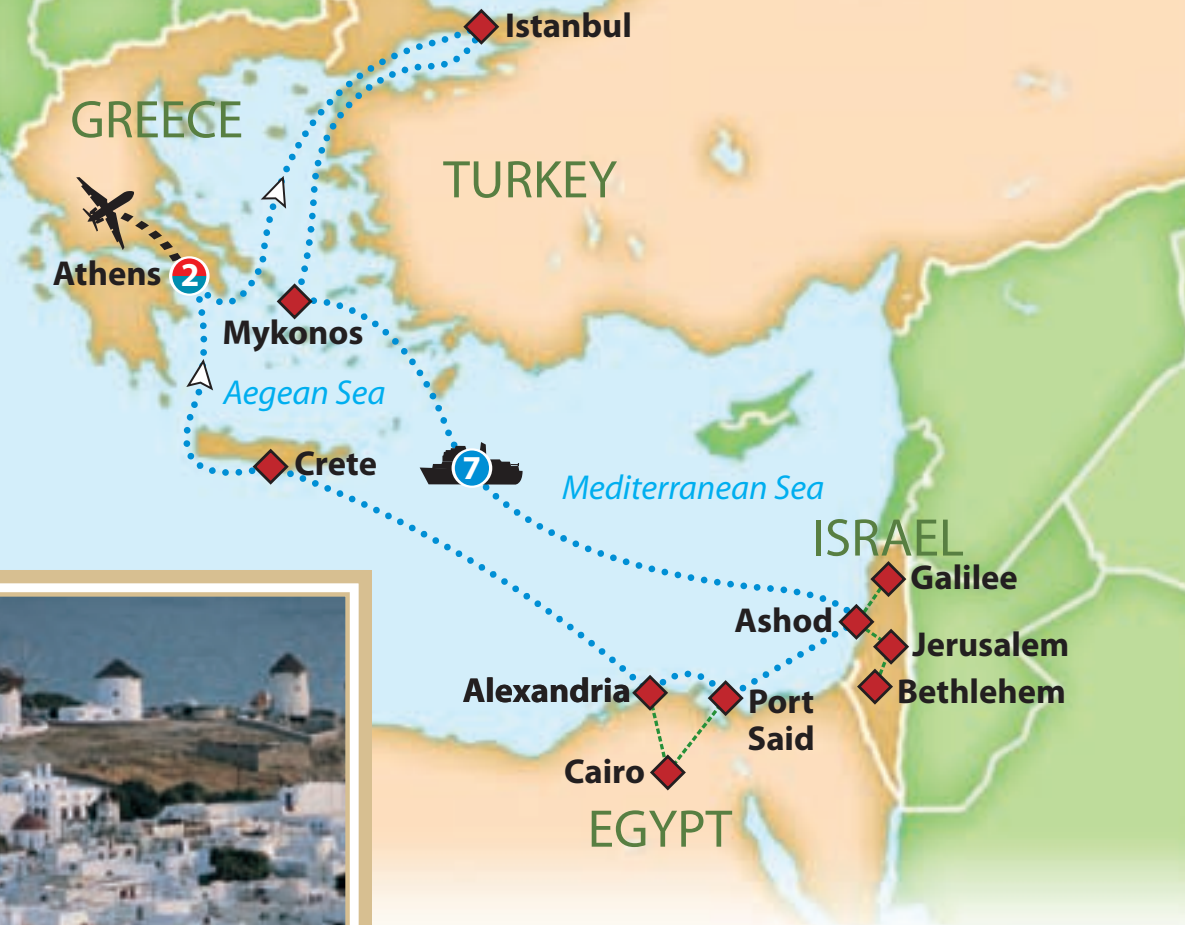 Istanbul
GREECE
TURKEY
Athens 2
Mykonos
Aegean Sea
Crete
7
Mediterranean Sea
ISRAEL
Galilee
Ashod
Jerusalem
Bethlehem
Alexandria
Port
Said
Cairo
EGYPT